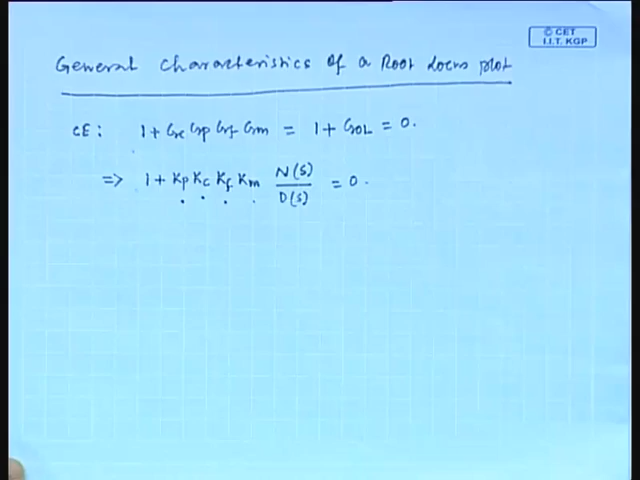 © CET
I.I.T. KGP
General characteristics of a Root Locus plot
CE: 1 + Gc Gp Gf Gm = 1 + GOL = 0.
=> 1 + Kp Kc Kf Km N(s)/D(s) = 0.